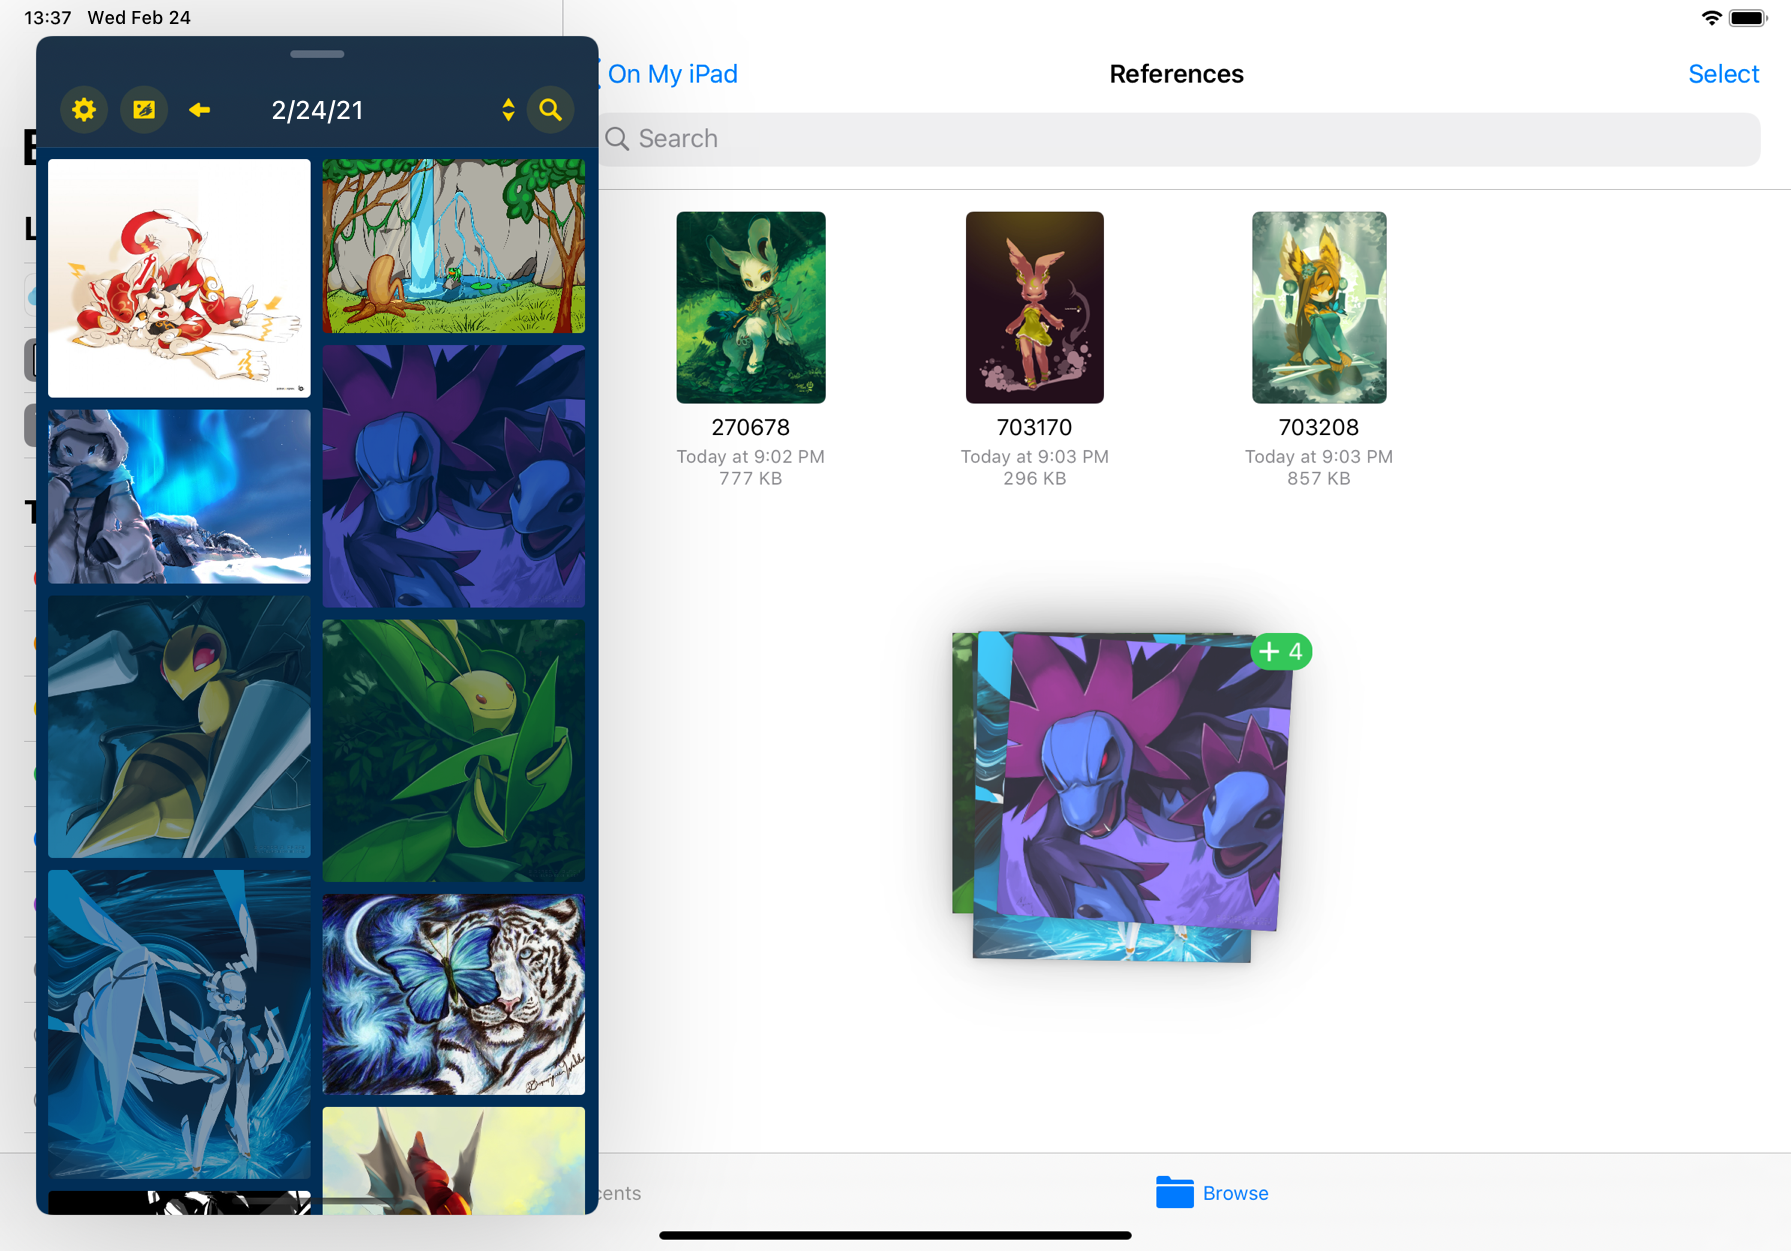 13:37 Wed Feb 24
2/24/21
On My iPad
References
Select
Search
270678
Today at 9:02 PM
777 KB
703170
Today at 9:03 PM
296 KB
703208
Today at 9:03 PM
857 KB
+ 4
cents
Browse